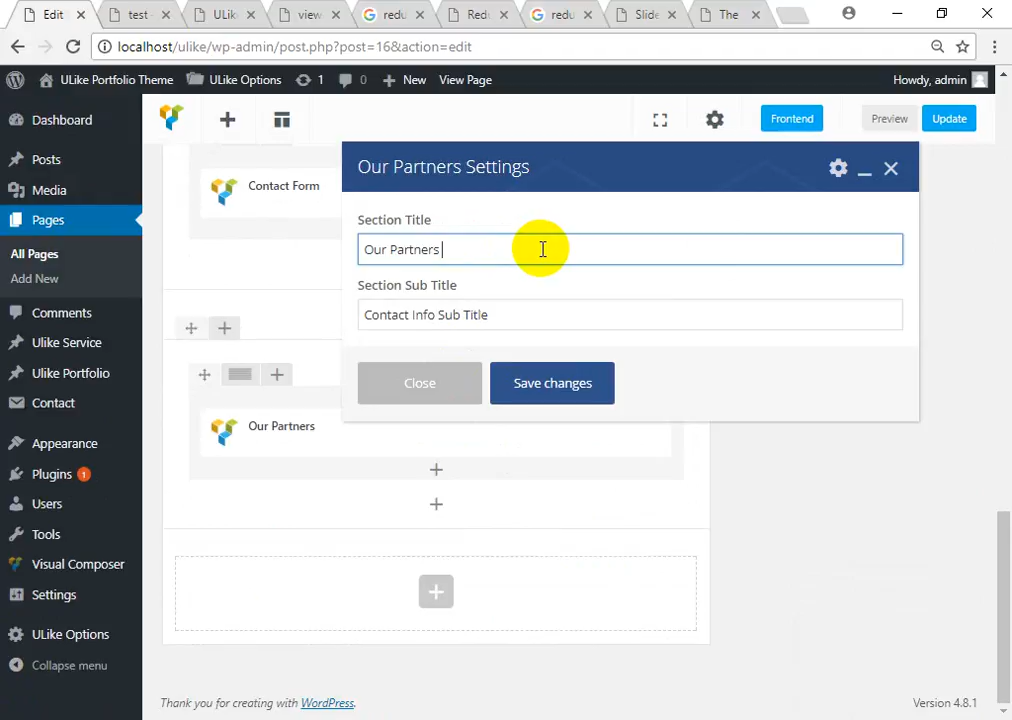 Edit
test -
ULik
view
redu
Redi
redu
Slide
The
localhost/ulike/wp-admin/post.php?post=16&action=edit
ULike Portfolio Theme
ULike Options
1
0
New
View Page
Howdy, admin
Dashboard
Posts
Media
Pages
All Pages
Add New
Comments
Ulike Service
Ulike Portfolio
Contact
Appearance
Plugins 1
Users
Tools
Visual Composer
Settings
ULike Options
Collapse menu
Frontend
Preview
Update
Contact Form
Our Partners Settings
Section Title
Our Partners
Section Sub Title
Contact Info Sub Title
Close
Save changes
Our Partners
Thank you for creating with WordPress.
Version 4.8.1